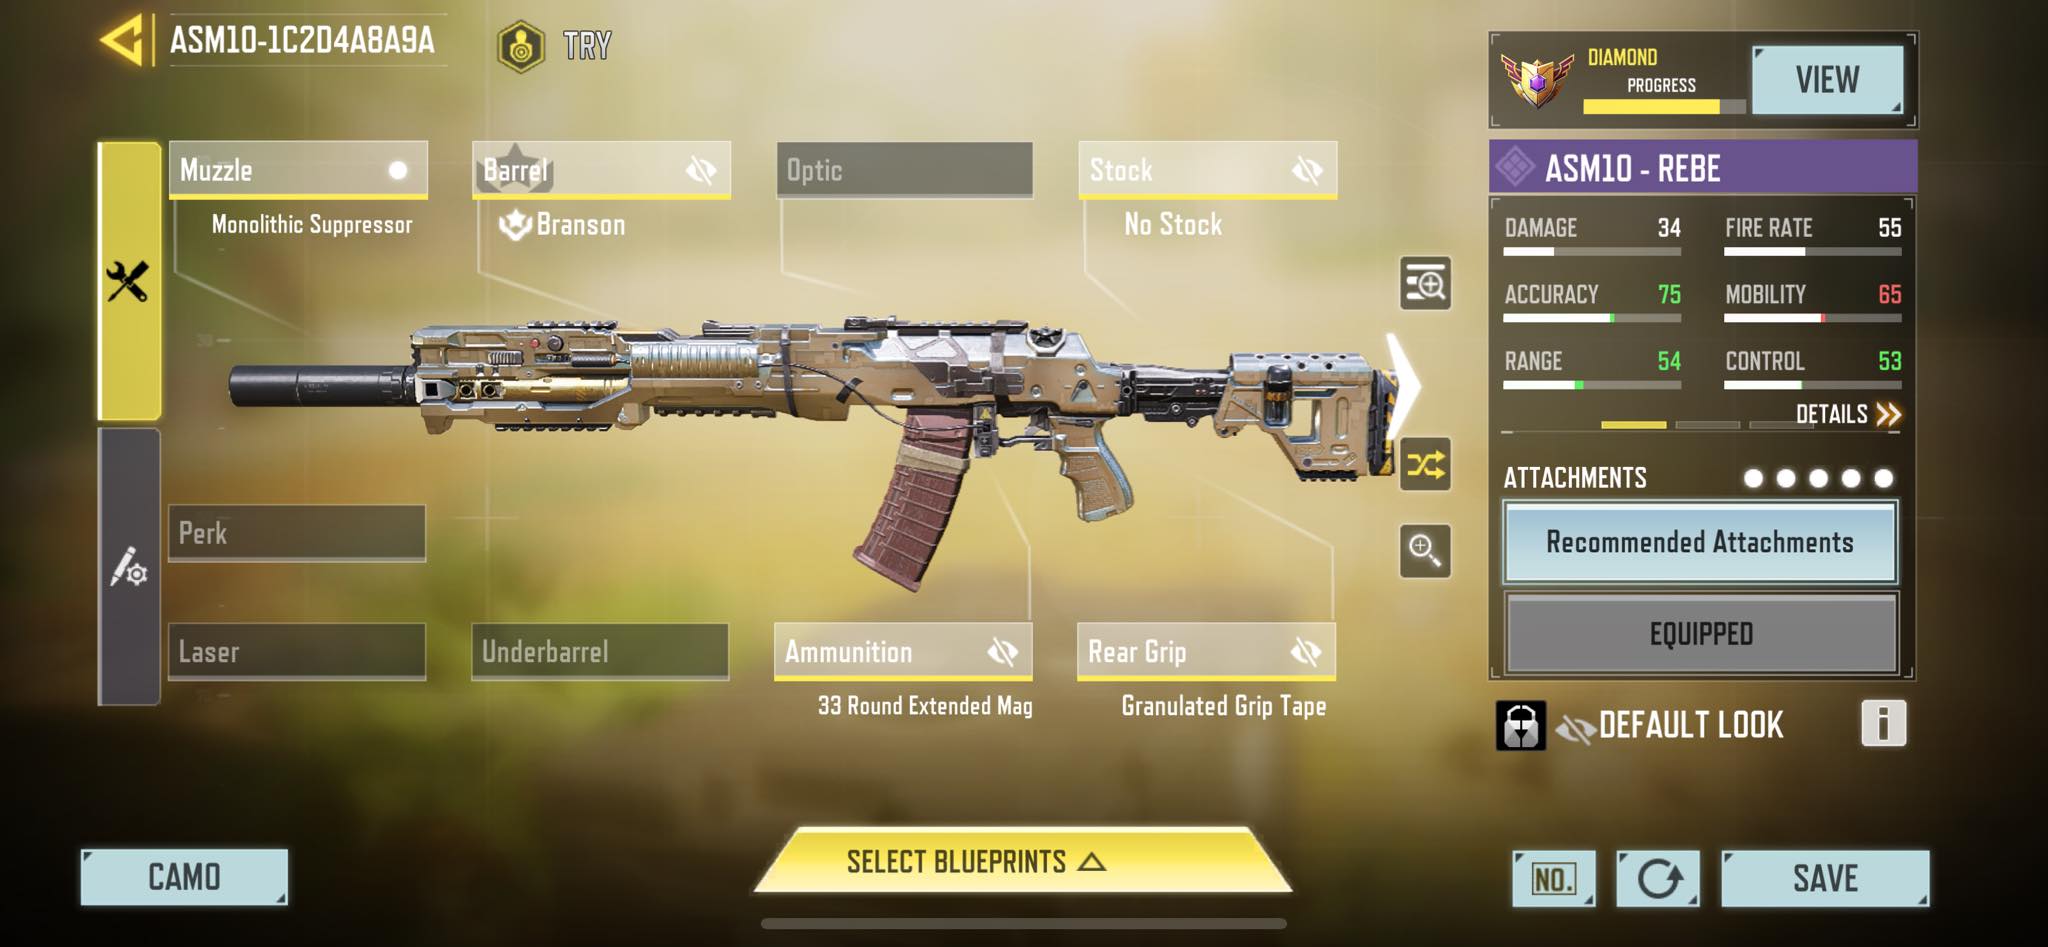 ASM10-1C2D4A8A9A
TRY
DIAMOND
PROGRESS
VIEW
Muzzle
Monolithic Suppressor
Barrel
Branson
Optic
Stock
No Stock
ASM10 - REBE
DAMAGE 34
FIRE RATE 55
ACCURACY 75
MOBILITY 65
RANGE 54
CONTROL 53
DETAILS
ATTACHMENTS
Recommended Attachments
EQUIPPED
Perk
Laser
Underbarrel
Ammunition
33 Round Extended Mag
Rear Grip
Granulated Grip Tape
DEFAULT LOOK
i
CAMO
SELECT BLUEPRINTS
NO.
SAVE